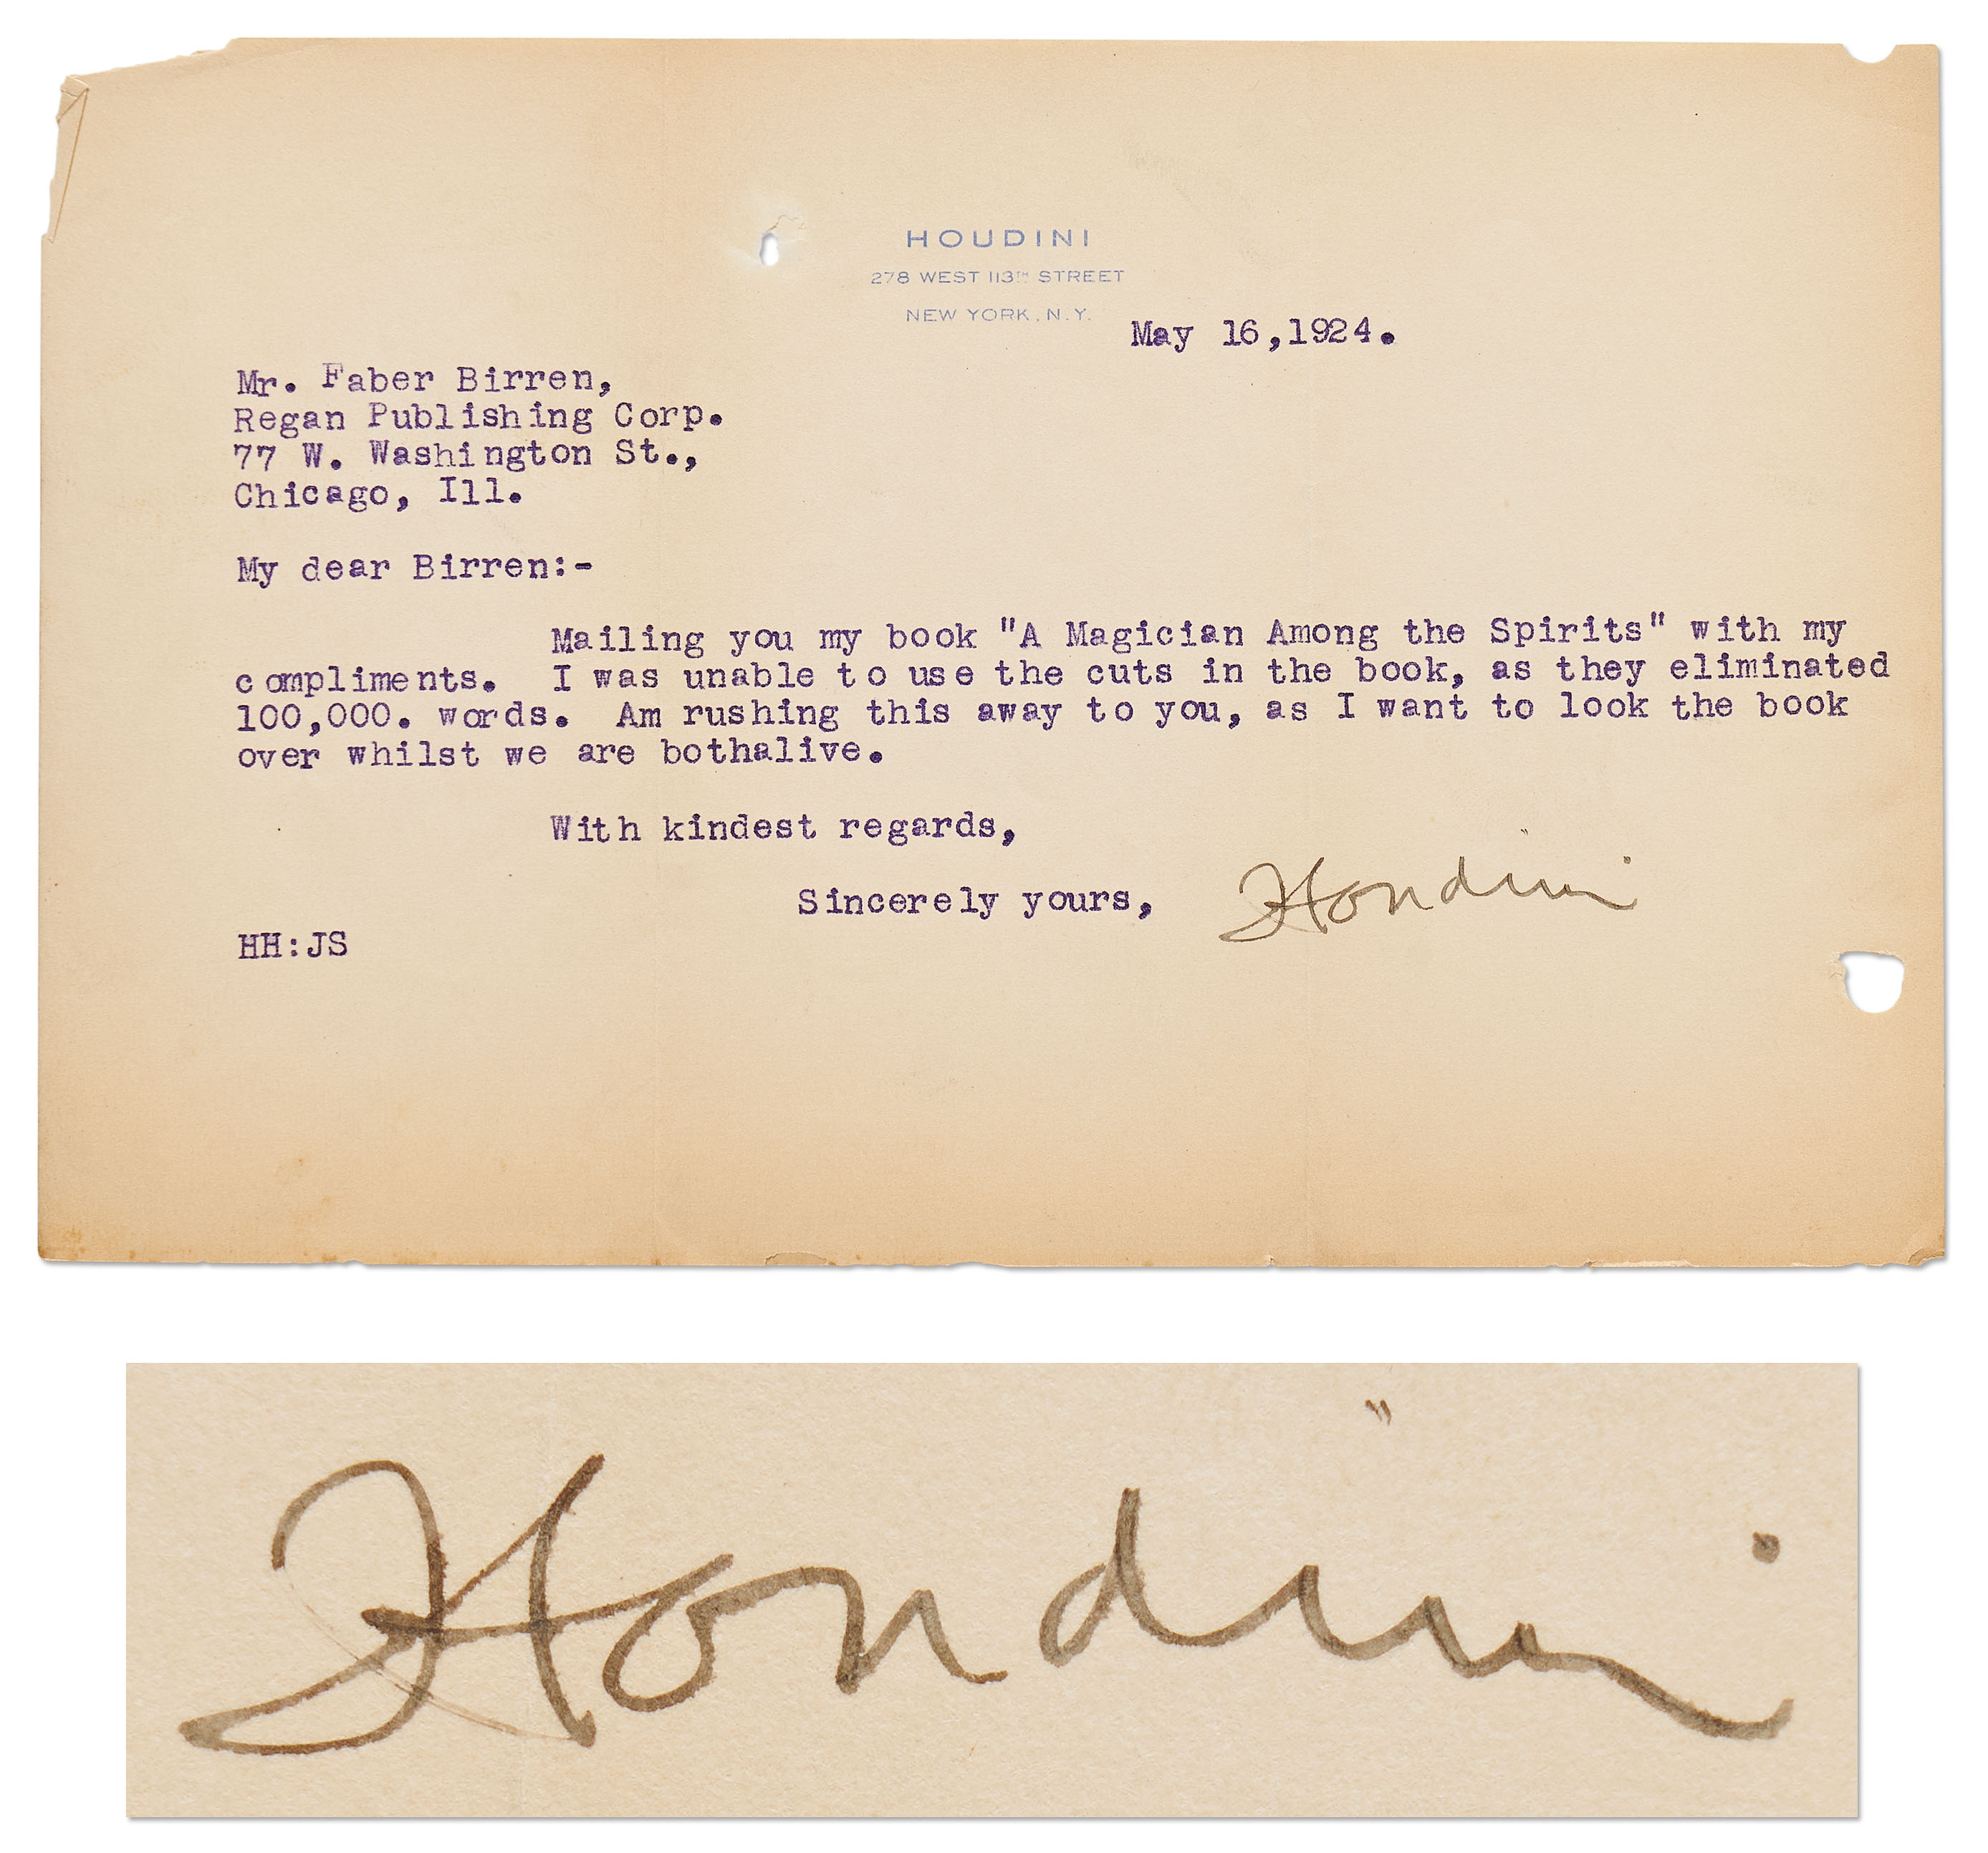 HOUDINI
278 WEST 113TH STREET
NEW YORK, N.Y.
May 16,1924.
Mr. Faber Birren,
Regan Publishing Corp.
77 W. Washington St.,
Chicago, Ill.
My dear Birren:-
Mailing you my book "A Magician Among the Spirits" with my
compliments. I was unable to use the cuts in the book, as they eliminated
100,000. words. Am rushing this away to you, as I want to look the book
over whilst we are bothalive.
With kindest regards,
Sincerely yours, Houdini
HH:JS
Houdini